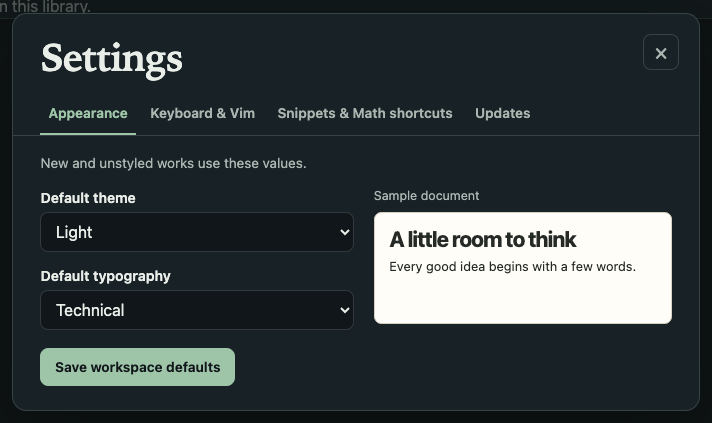 n this library.
Settings
×
Appearance Keyboard & Vim Snippets & Math shortcuts Updates
New and unstyled works use these values.
Default theme
Light
Default typography
Technical
Save workspace defaults
Sample document
A little room to think
Every good idea begins with a few words.